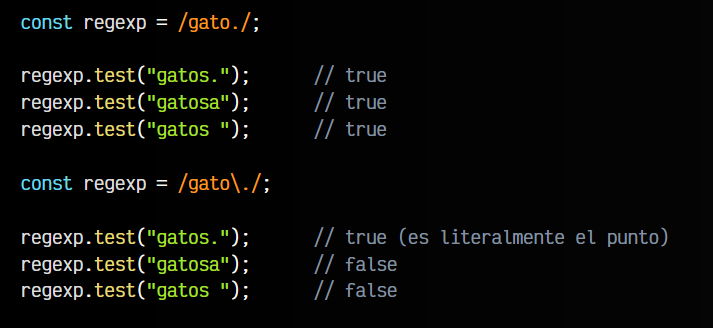 const regexp = /gato./;
regexp.test("gatos.");      // true
regexp.test("gatosa");      // true
regexp.test("gatos ");      // true
const regexp = /gato\./;
regexp.test("gatos.");      // true (es literalmente el punto)
regexp.test("gatosa");      // false
regexp.test("gatos ");      // false